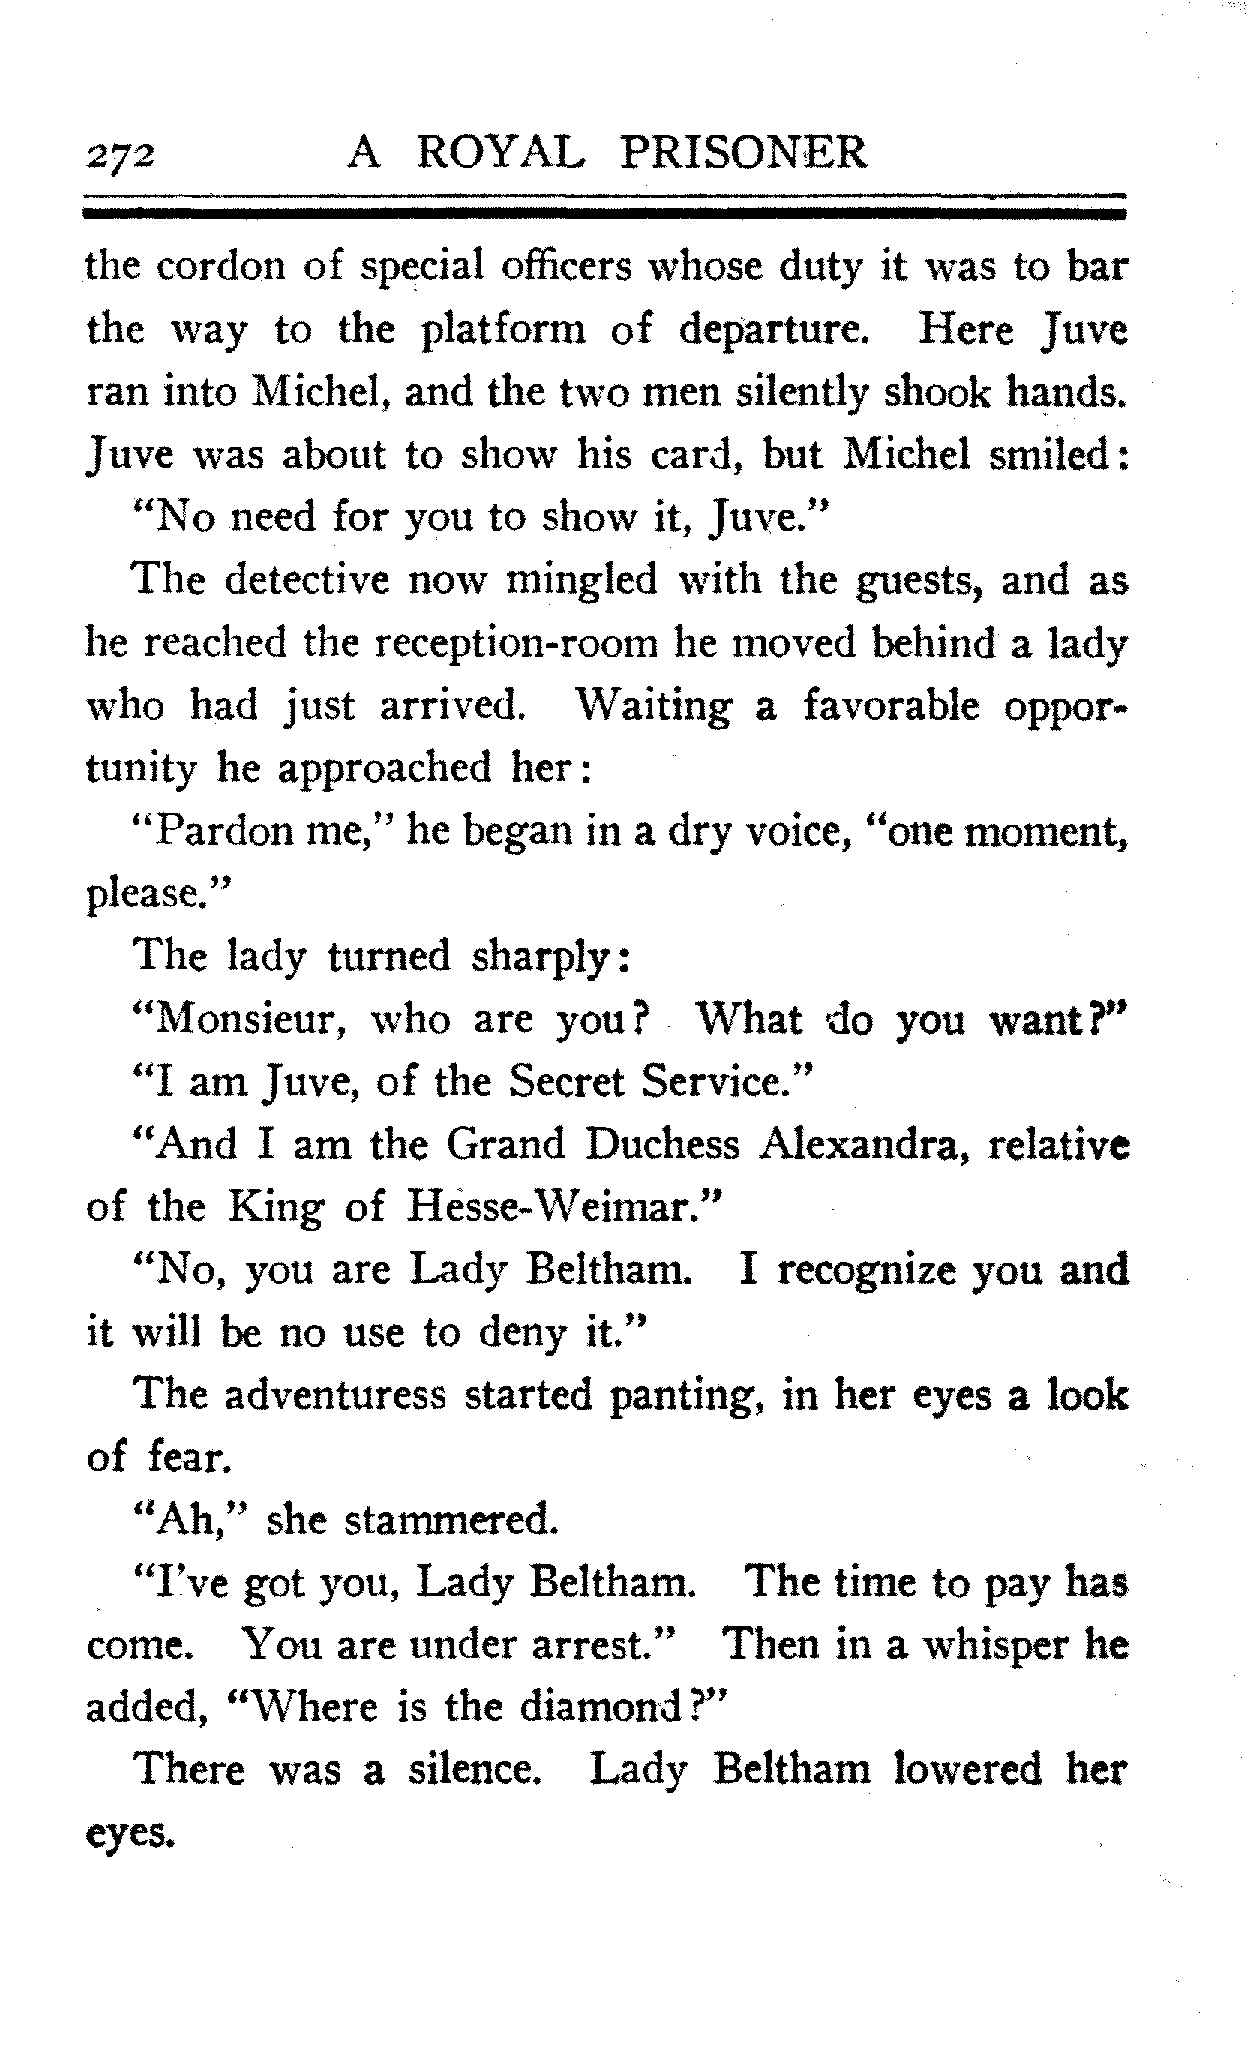 272 A ROYAL PRISONER
the cordon of special officers whose duty it was to bar
the way to the platform of departure. Here Juve
ran into Michel, and the two men silently shook hands.
Juve was about to show his card, but Michel smiled:
“No need for you to show it, Juve.”
The detective now mingled with the guests, and as
he reached the reception-room he moved behind a lady
who had just arrived. Waiting a favorable oppor-
tunity he approached her:
“Pardon me,” he began in a dry voice, “one moment,
please.”
The lady turned sharply:
“Monsieur, who are you? What do you want?”
“I am Juve, of the Secret Service.”
“And I am the Grand Duchess Alexandra, relative
of the King of Hesse-Weimar.”
“No, you are Lady Beltham. I recognize you and
it will be no use to deny it.”
The adventuress started panting, in her eyes a look
of fear.
“Ah,” she stammered.
“I’ve got you, Lady Beltham. The time to pay has
come. You are under arrest.” Then in a whisper he
added, “Where is the diamond?”
There was a silence. Lady Beltham lowered her
eyes.